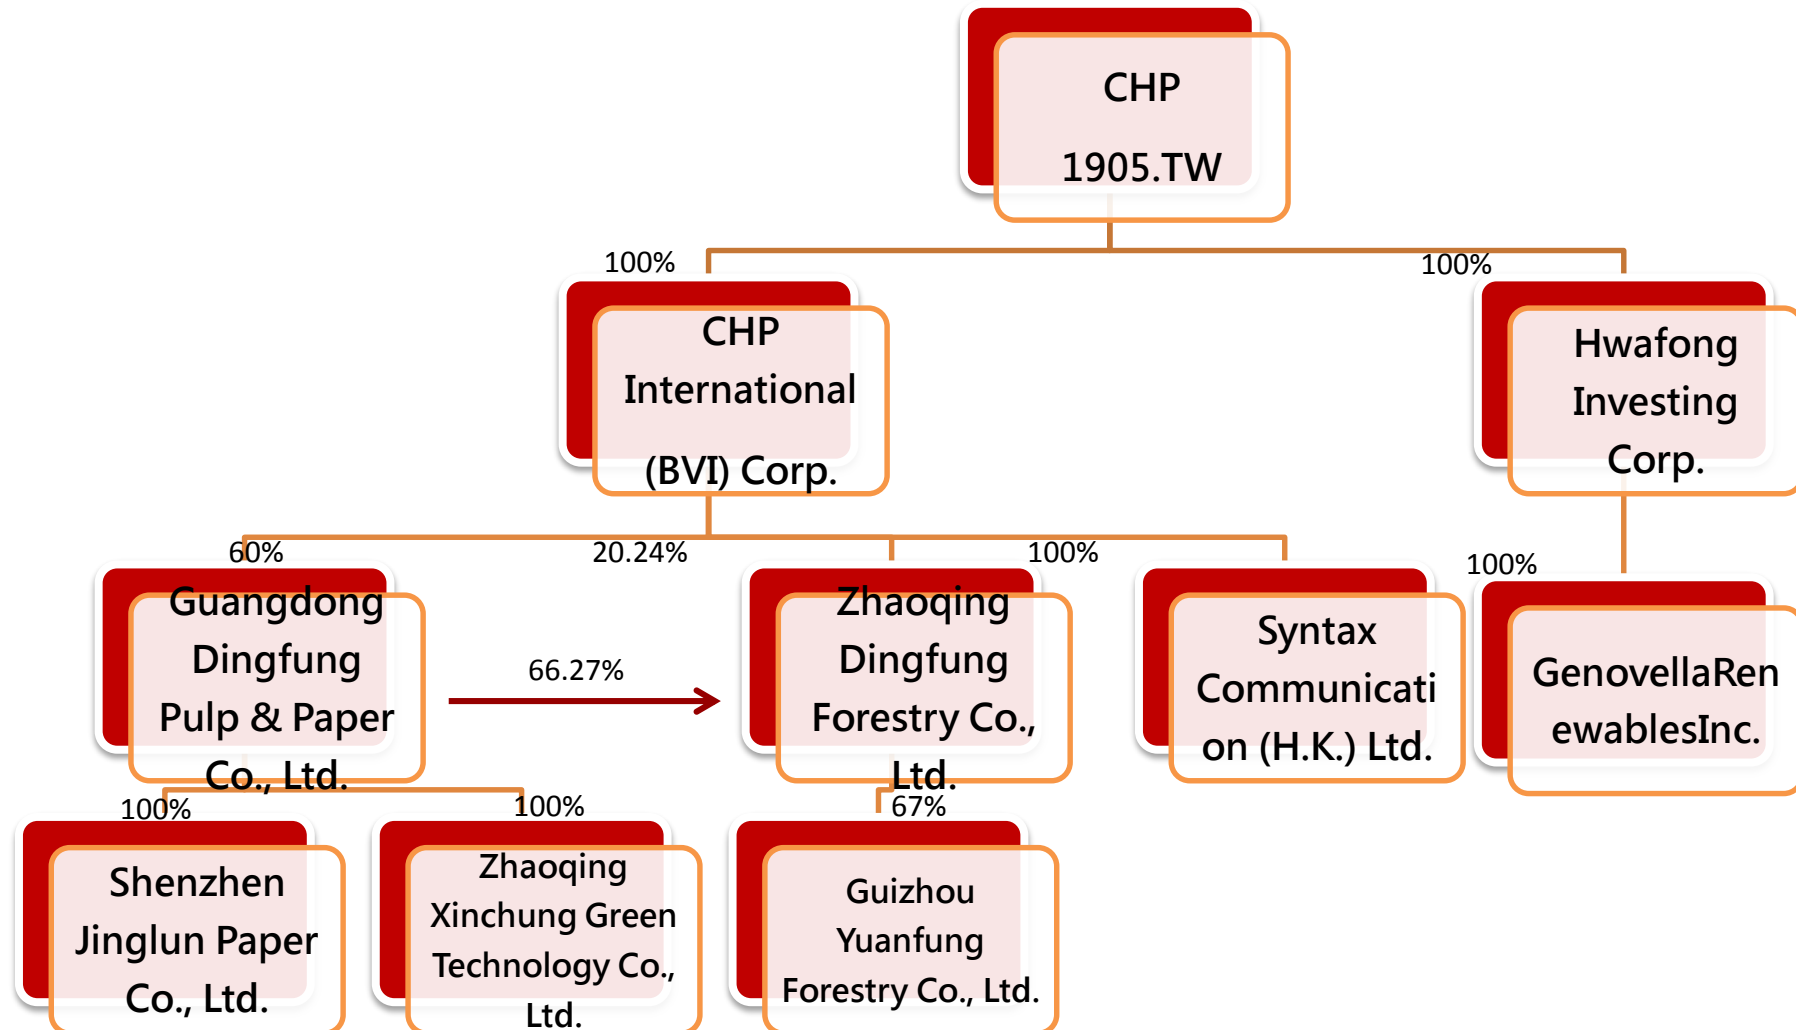 CHP
1905.TW
100%
100%
CHP
International
(BVI) Corp.
Hwafong
Investing
Corp.
60%
20.24%
100%
100%
Guangdong
Dingfung
Pulp & Paper
Co., Ltd.
66.27%
Zhaoqing
Dingfung
Forestry Co.,
Ltd.
Syntax
Communicati
on (H.K.) Ltd.
GenovellaRen
ewablesInc.
100%
100%
67%
Shenzhen
Jinglun Paper
Co., Ltd.
Zhaoqing
Xinchung Green
Technology Co.,
Ltd.
Guizhou
Yuanfung
Forestry Co., Ltd.